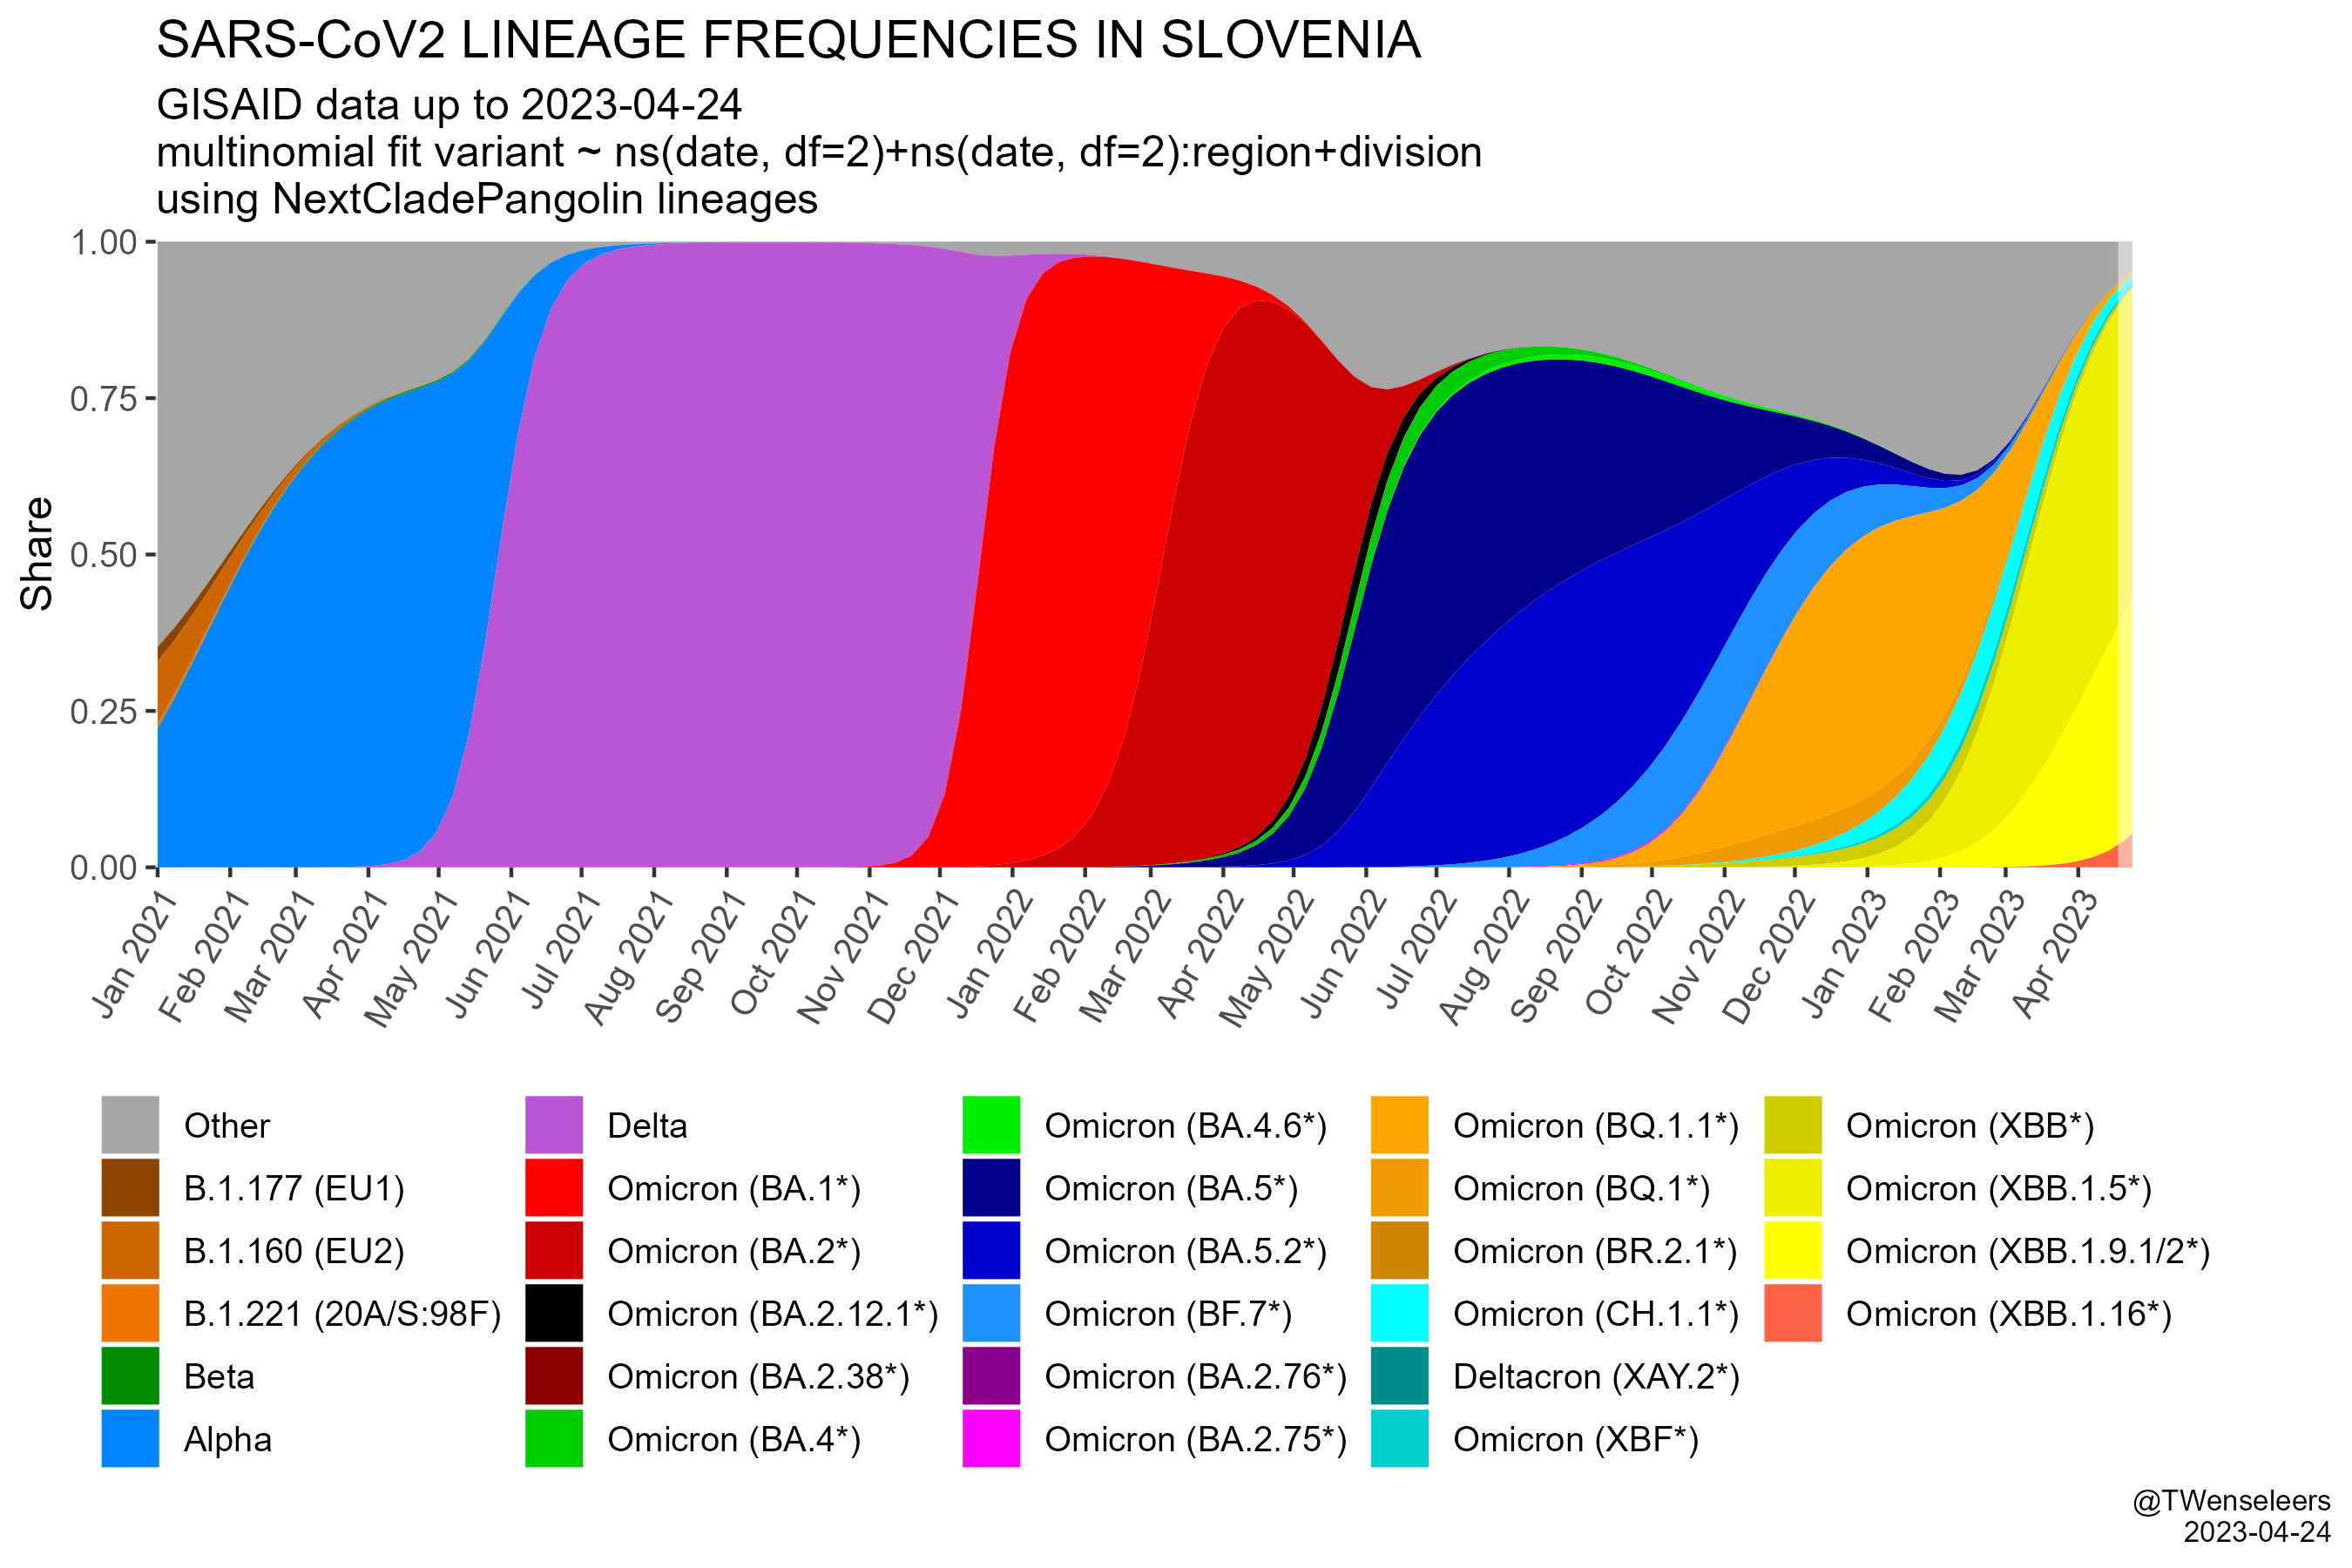 SARS-CoV2 LINEAGE FREQUENCIES IN SLOVENIA
GISAID data up to 2023-04-24
multinomial fit variant ~ ns(date, df=2)+ns(date, df=2):region+division
using NextCladePangolin lineages
Share
1.00
0.75
0.50
0.25
0.00
Jan 2021
Feb 2021
Mar 2021
Apr 2021
May 2021
Jun 2021
Jul 2021
Aug 2021
Sep 2021
Oct 2021
Nov 2021
Dec 2021
Jan 2022
Feb 2022
Mar 2022
Apr 2022
May 2022
Jun 2022
Jul 2022
Aug 2022
Sep 2022
Oct 2022
Nov 2022
Dec 2022
Jan 2023
Feb 2023
Mar 2023
Apr 2023
Other
B.1.177 (EU1)
B.1.160 (EU2)
B.1.221 (20A/S:98F)
Beta
Alpha
Delta
Omicron (BA.1*)
Omicron (BA.2*)
Omicron (BA.2.12.1*)
Omicron (BA.2.38*)
Omicron (BA.4*)
Omicron (BA.4.6*)
Omicron (BA.5*)
Omicron (BA.5.2*)
Omicron (BF.7*)
Omicron (BA.2.76*)
Omicron (BA.2.75*)
Omicron (BQ.1.1*)
Omicron (BQ.1*)
Omicron (BR.2.1*)
Omicron (CH.1.1*)
Deltacron (XAY.2*)
Omicron (XBF*)
Omicron (XBB*)
Omicron (XBB.1.5*)
Omicron (XBB.1.9.1/2*)
Omicron (XBB.1.16*)
@TWenseleers
2023-04-24